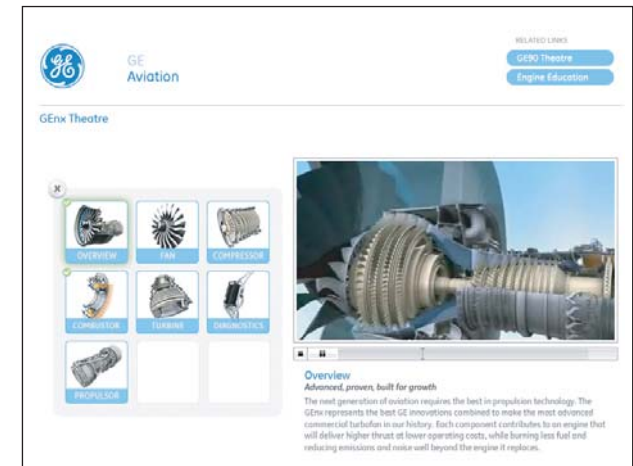 RELATED LINKS
GE90 Theatre
Engine Education
GE
Aviation
GEnx Theatre
OVERVIEW
FAN
COMPRESSOR
COMBUSTOR
TURBINE
DIAGNOSTICS
PROPULSOR
Overview
Advanced, proven, built for growth
The next generation of aviation requires the best in propulsion technology. The
GEnx represents the best GE innovations combined to make the most advanced
commercial turbofan in our history. Each component contributes to an engine that
will deliver higher thrust at lower operating costs, while burning less fuel and
reducing emissions and noise well beyond the engine it replaces.